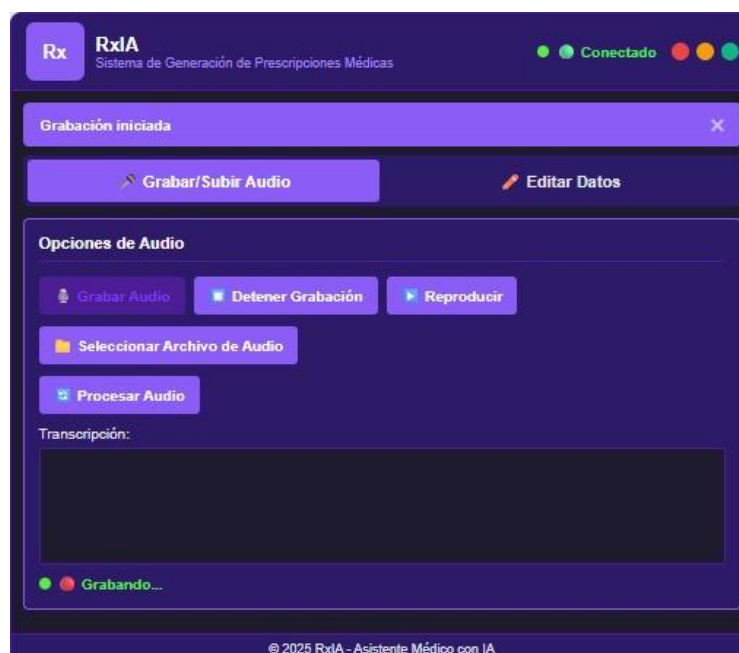 Rx
RxIA
Sistema de Generación de Prescripciones Médicas
Conectado
Grabación iniciada
Grabar/Subir Audio
Editar Datos
Opciones de Audio
Grabar Audio
Detener Grabación
Reproducir
Seleccionar Archivo de Audio
Procesar Audio
Transcripción:
Grabando...
© 2025 RxIA - Asistente Médico con IA